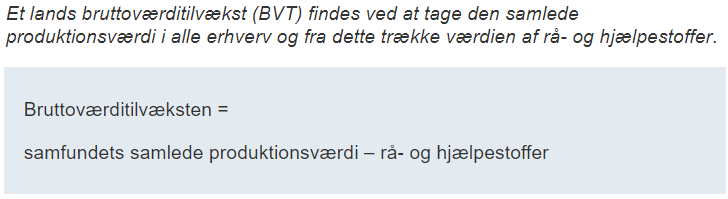 Et lands bruttoværditilvækst (BVT) findes ved at tage den samlede
produktionsværdi i alle erhverv og fra dette trække værdien af rå- og hjælpestoffer.
Bruttoværditilvæksten =
samfundets samlede produktionsværdi – rå- og hjælpestoffer